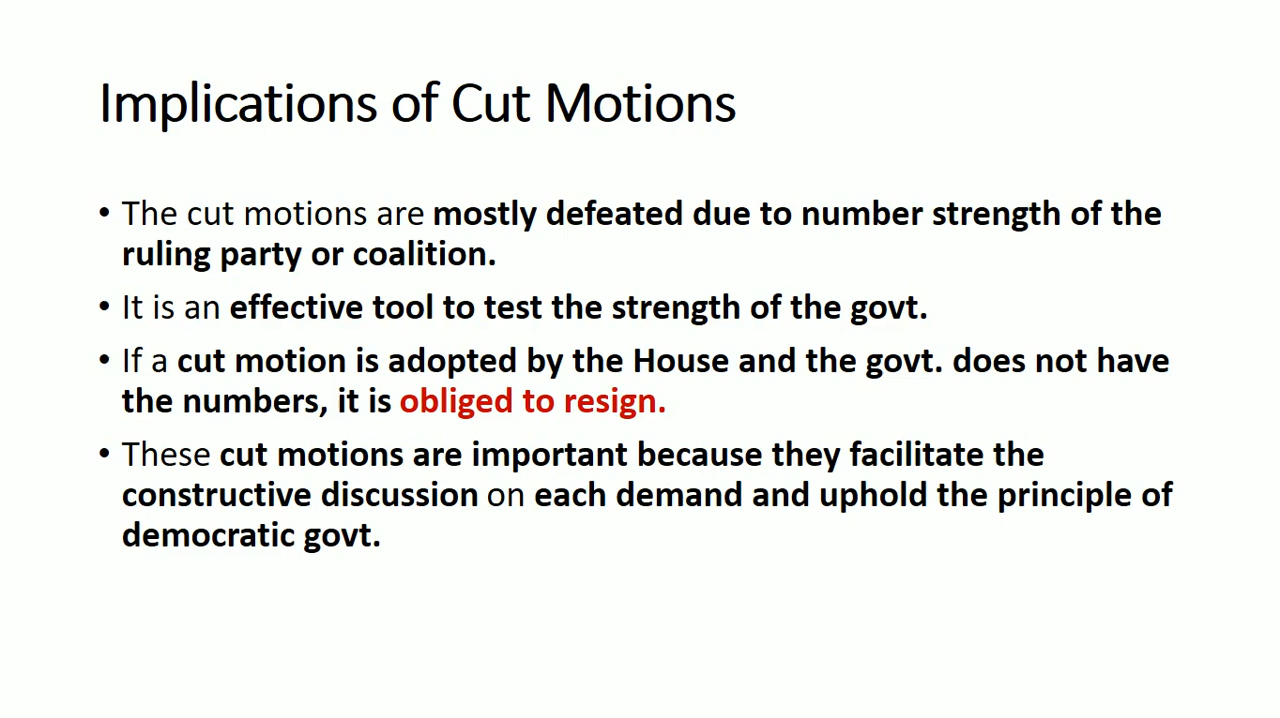 Implications of Cut Motions
• The cut motions are mostly defeated due to number strength of the
ruling party or coalition.
• It is an effective tool to test the strength of the govt.
• If a cut motion is adopted by the House and the govt. does not have
the numbers, it is obliged to resign.
• These cut motions are important because they facilitate the
constructive discussion on each demand and uphold the principle of
democratic govt.